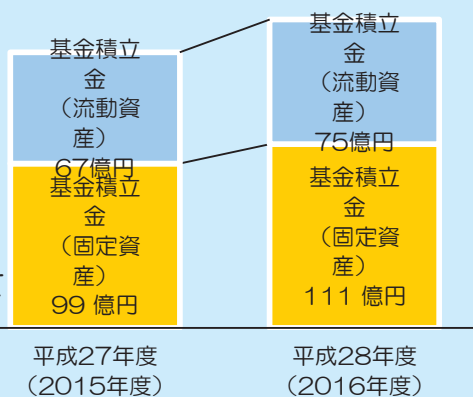 基金積立
金
（流動資
産）
67億円
基金積立
金
（固定資
産）
99 億円
平成27年度
（2015年度）
基金積立
金
（流動資
産）
75億円
基金積立
金
（固定資
産）
111 億円
平成28年度
（2016年度）